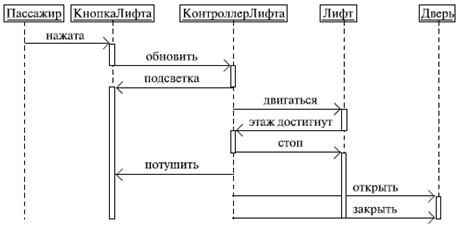 Пассажир КнопкаЛифта КонтроллерЛифта Лифт Дверь
нажата
обновить
подсветка
двигаться
этаж достигнут
стоп
потушить
открыть
закрыть